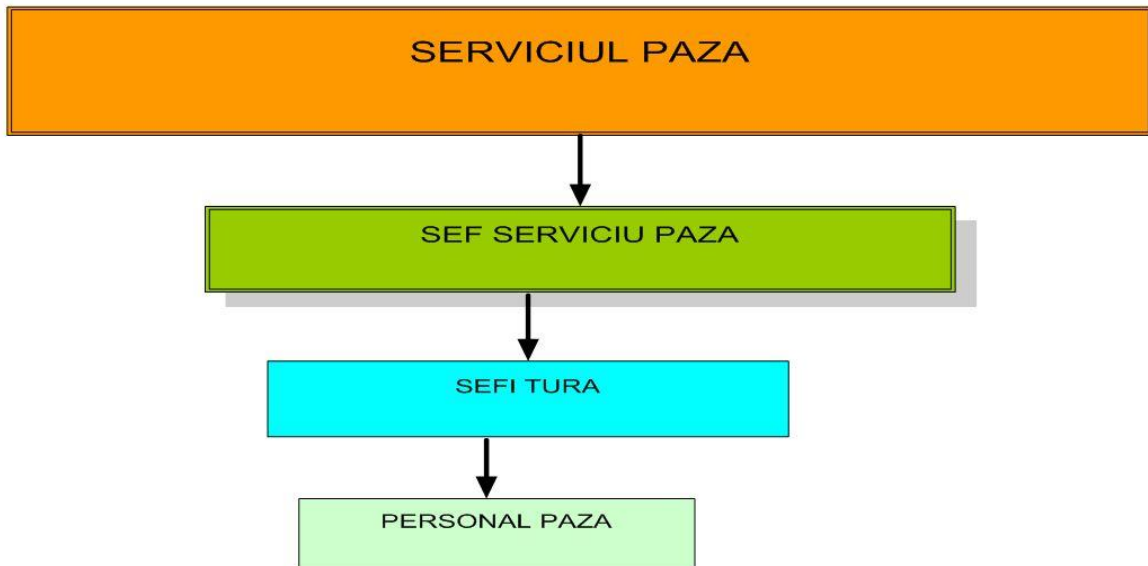 SERVICIUL PAZA
SEF SERVICIU PAZA
SEFI TURA
PERSONAL PAZA